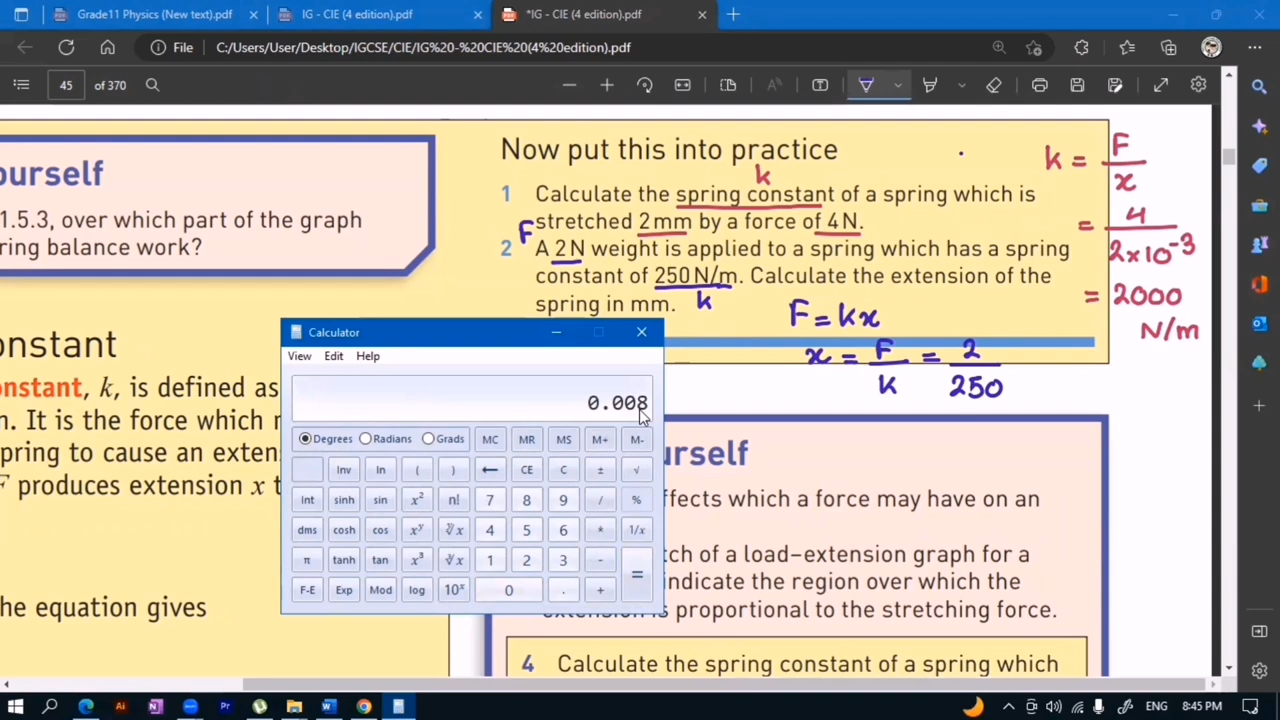 Grade11 Physics (New text).pdf
IG - CIE (4 edition).pdf
*IG - CIE (4 edition).pdf
File
C:/Users/User/Desktop/IGCSE/CIE/IG%20-%20CIE%20(4%20edition).pdf
45 of 370
ourself
1.5.3, over which part of the graph
ring balance work?
onstant
onstant, k, is defined as
n. It is the force which
pring to cause an exten
F produces extension x t
he equation gives
Now put this into practice
k
1 Calculate the spring constant of a spring which is
stretched 2 mm by a force of 4 N.
F
2 A 2 N weight is applied to a spring which has a spring
constant of 250 N/m. Calculate the extension of the
k
spring in mm.
F = kx
x = F/k = 2/250
k = F/x
= 4/2x10⁻³
= 2000
N/m
Calculator
View Edit Help
0.008
Degrees Radians Grads MC MR MS M+ M-
Inv ln ( ) ← CE C ± √
Int sinh sin x² n! 7 8 9 / %
dms cosh cos xʸ ʸ√x 4 5 6 * 1/x
π tanh tan x³ ³√x 1 2 3 - =
F-E Exp Mod log 10ˣ 0 . +
urself
ffects which a force may have on an
tch of a load–extension graph for a
indicate the region over which the
extension is proportional to the stretching force.
4 Calculate the spring constant of a spring which
ENG
8:45 PM